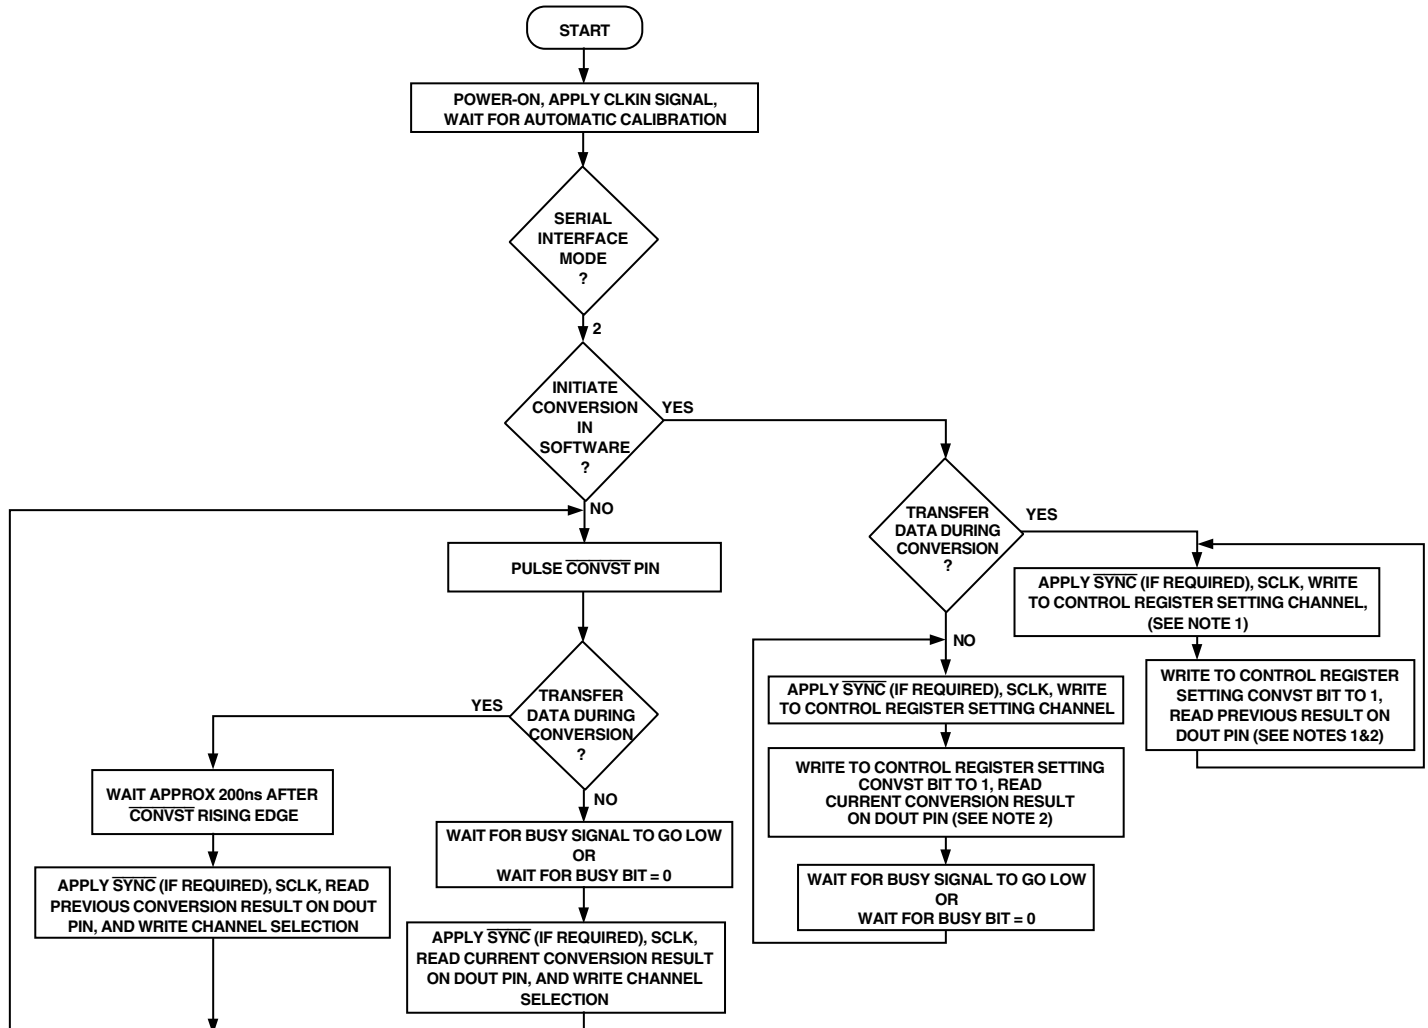 START
POWER-ON, APPLY CLKIN SIGNAL,
WAIT FOR AUTOMATIC CALIBRATION
SERIAL
INTERFACE
MODE
?
2
INITIATE
CONVERSION
IN
SOFTWARE
?
YES
NO
PULSE CONVST PIN
TRANSFER
DATA DURING
CONVERSION
?
YES
NO
WAIT APPROX 200ns AFTER
CONVST RISING EDGE
APPLY SYNC (IF REQUIRED), SCLK, READ
PREVIOUS CONVERSION RESULT ON DOUT
PIN, AND WRITE CHANNEL SELECTION
WAIT FOR BUSY SIGNAL TO GO LOW
OR
WAIT FOR BUSY BIT = 0
APPLY SYNC (IF REQUIRED), SCLK,
READ CURRENT CONVERSION RESULT
ON DOUT PIN, AND WRITE CHANNEL
SELECTION
TRANSFER
DATA DURING
CONVERSION
?
YES
NO
APPLY SYNC (IF REQUIRED), SCLK, WRITE
TO CONTROL REGISTER SETTING CHANNEL
WRITE TO CONTROL REGISTER SETTING
CONVST BIT TO 1, READ
CURRENT CONVERSION RESULT
ON DOUT PIN (SEE NOTE 2)
WAIT FOR BUSY SIGNAL TO GO LOW
OR
WAIT FOR BUSY BIT = 0
APPLY SYNC (IF REQUIRED), SCLK, WRITE
TO CONTROL REGISTER SETTING CHANNEL,
(SEE NOTE 1)
WRITE TO CONTROL REGISTER
SETTING CONVST BIT TO 1,
READ PREVIOUS RESULT ON
DOUT PIN (SEE NOTES 1&2)